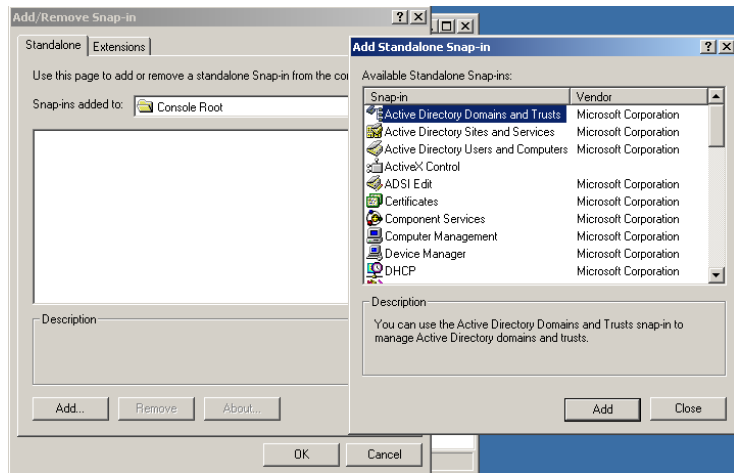 Add/Remove Snap-in
Standalone
Extensions
Use this page to add or remove a standalone Snap-in from the
Snap-ins added to:
Console Root
Description
Add...
Remove
About...
OK
Cancel
Add Standalone Snap-in
Available Standalone Snap-ins:
Snap-in Vendor
Active Directory Domains and Trusts Microsoft Corporation
Active Directory Sites and Services Microsoft Corporation
Active Directory Users and Computers Microsoft Corporation
ActiveX Control
ADSI Edit Microsoft Corporation
Certificates Microsoft Corporation
Component Services Microsoft Corporation
Computer Management Microsoft Corporation
Device Manager Microsoft Corporation
DHCP Microsoft Corporation
Description
You can use the Active Directory Domains and Trusts snap-in to
manage Active Directory domains and trusts.
Add
Close